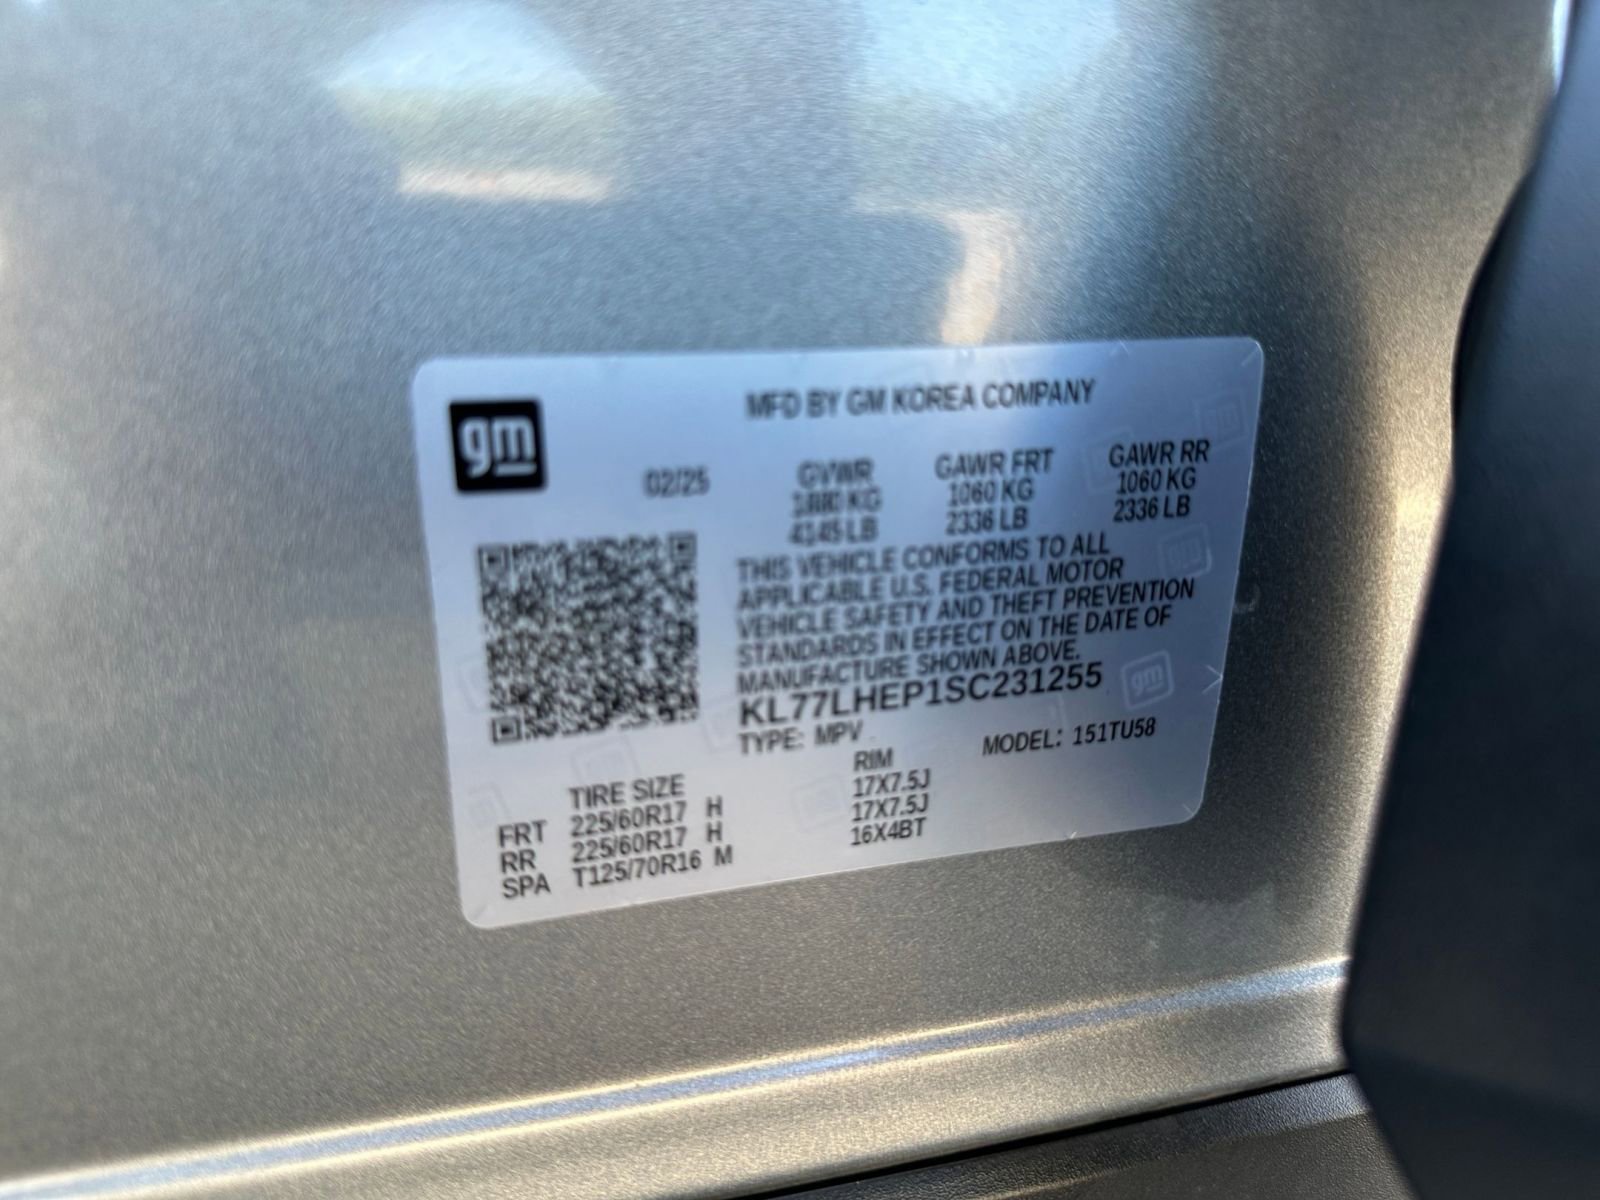 gm
MFD BY GM KOREA COMPANY
02/25 GVWR GAWR FRT GAWR RR
1880 KG 1060 KG 1060 KG
4145 LB 2336 LB 2336 LB
THIS VEHICLE CONFORMS TO ALL
APPLICABLE U.S. FEDERAL MOTOR
VEHICLE SAFETY AND THEFT PREVENTION
STANDARDS IN EFFECT ON THE DATE OF
MANUFACTURE SHOWN ABOVE.
KL77LHEP1SC231255
TYPE: MPV MODEL: 151TU58
TIRE SIZE RIM
FRT 225/60R17 H 17X7.5J
RR 225/60R17 H 17X7.5J
SPA T125/70R16 M 16X4BT